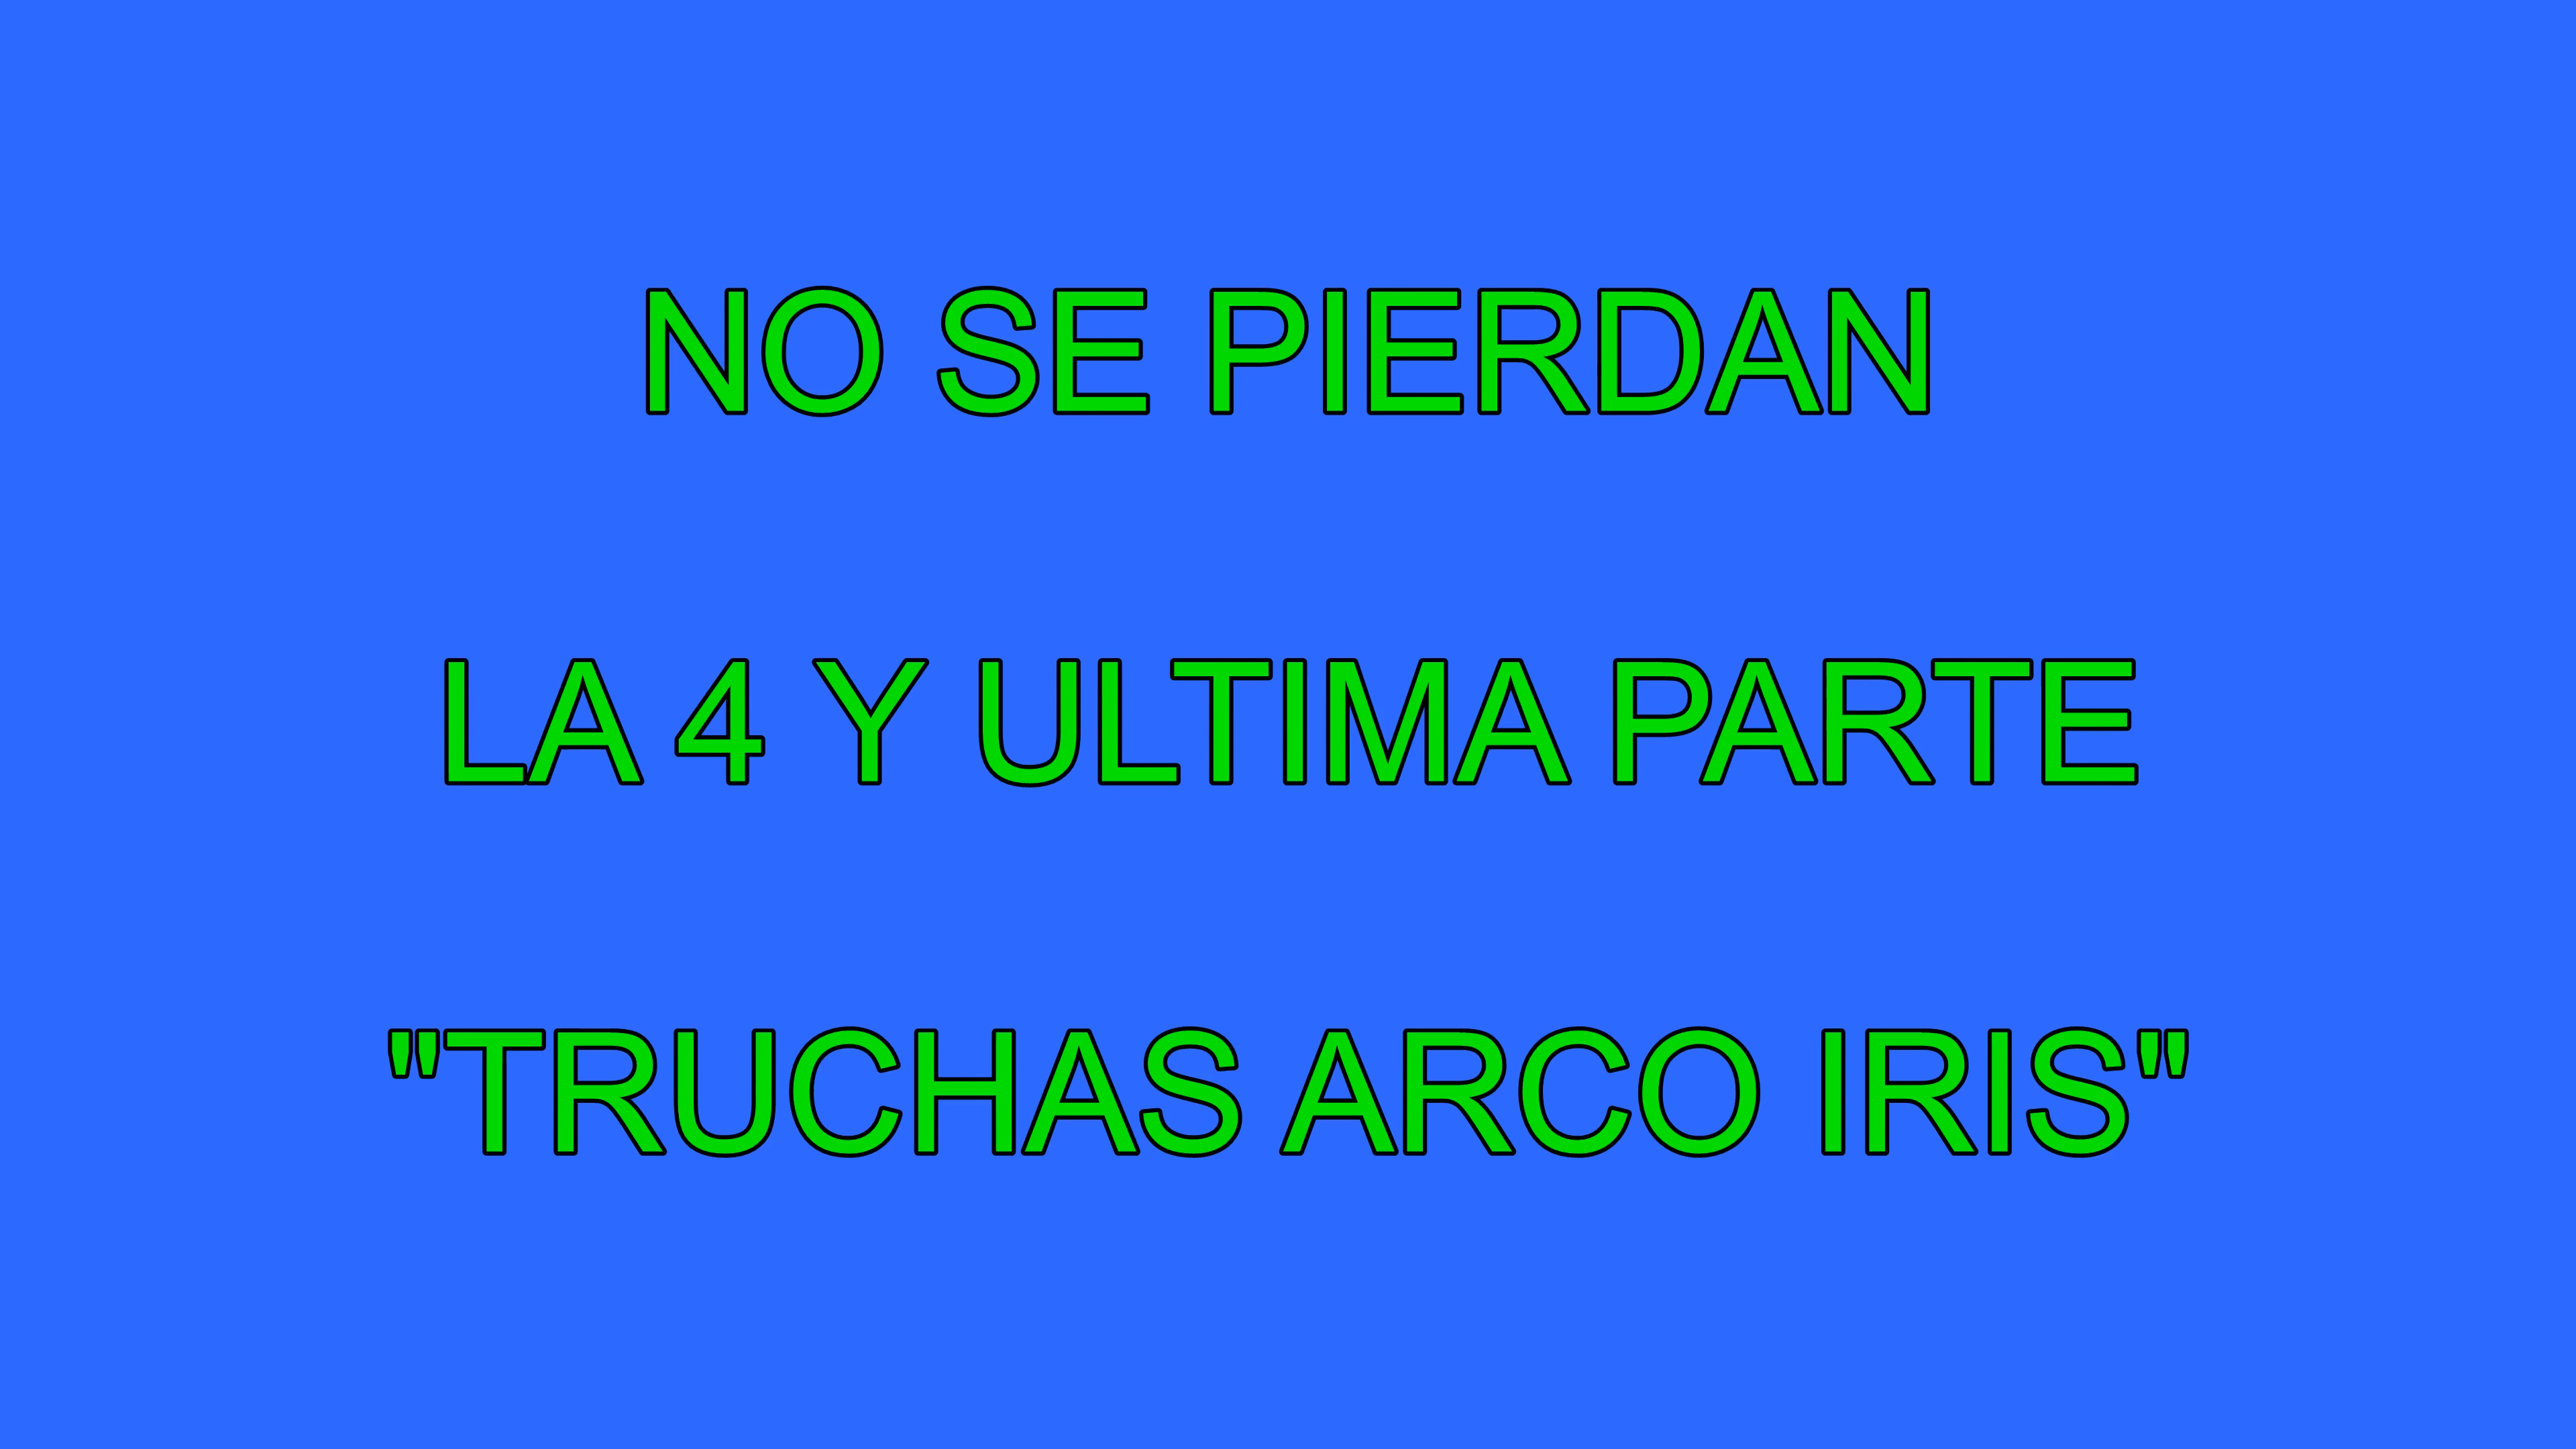 NO SE PIERDAN
LA 4 Y ULTIMA PARTE
"TRUCHAS ARCO IRIS"